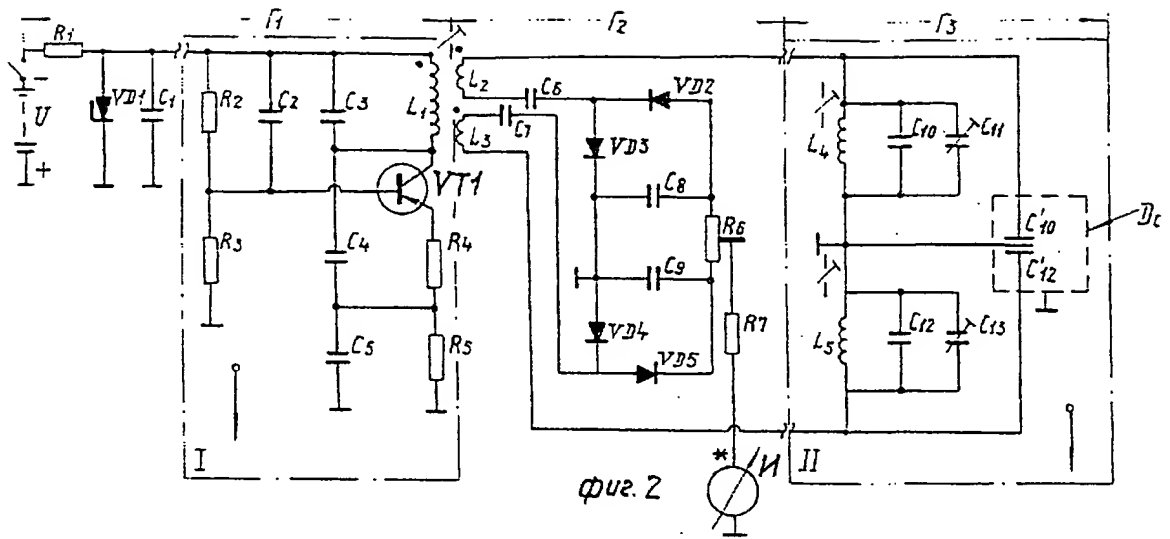 Г1
Г2
Г3
R1
U
VD1
C1
R2
C2
C3
L1
L2
L3
C6
C7
VD2
VD3
VT1
R3
C4
R4
C5
R5
C8
C9
R6
VD4
VD5
R7
L4
C10
C11
C'10
C'12
Dc
L5
C12
C13
I
II
*
И
−
+
фиг. 2